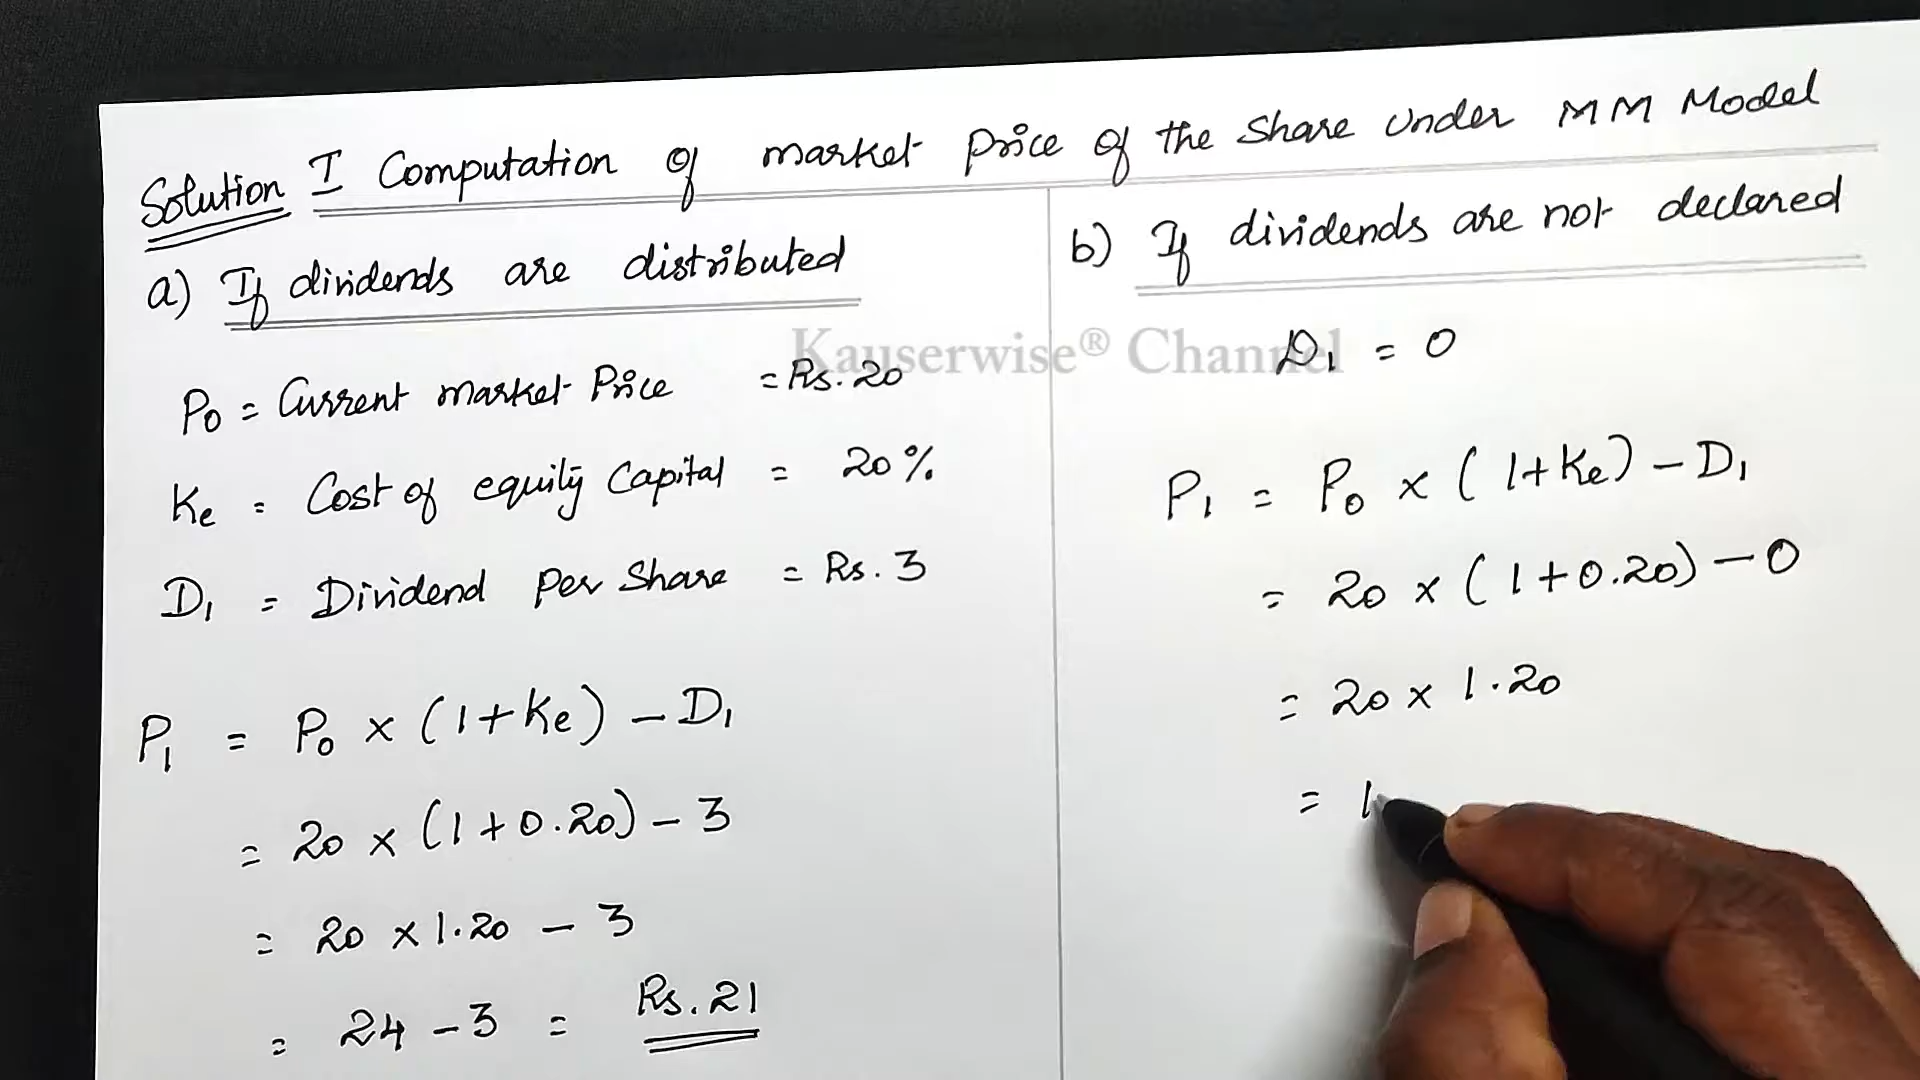 Solution I Computation of market price of the share under MM Model
a) If dividends are distributed
P0 = Current market Price = Rs. 20
Ke = Cost of equity Capital = 20%
D1 = Dividend Per Share = Rs. 3
P1 = P0 × (1+Ke) – D1
= 20 × (1+0.20) – 3
= 20 × 1.20 – 3
= 24 – 3 = Rs. 21
b) If dividends are not declared
D1 = 0
P1 = P0 × (1+Ke) – D1
= 20 × (1+0.20) – 0
= 20 × 1.20
=
Kauserwise® Channel